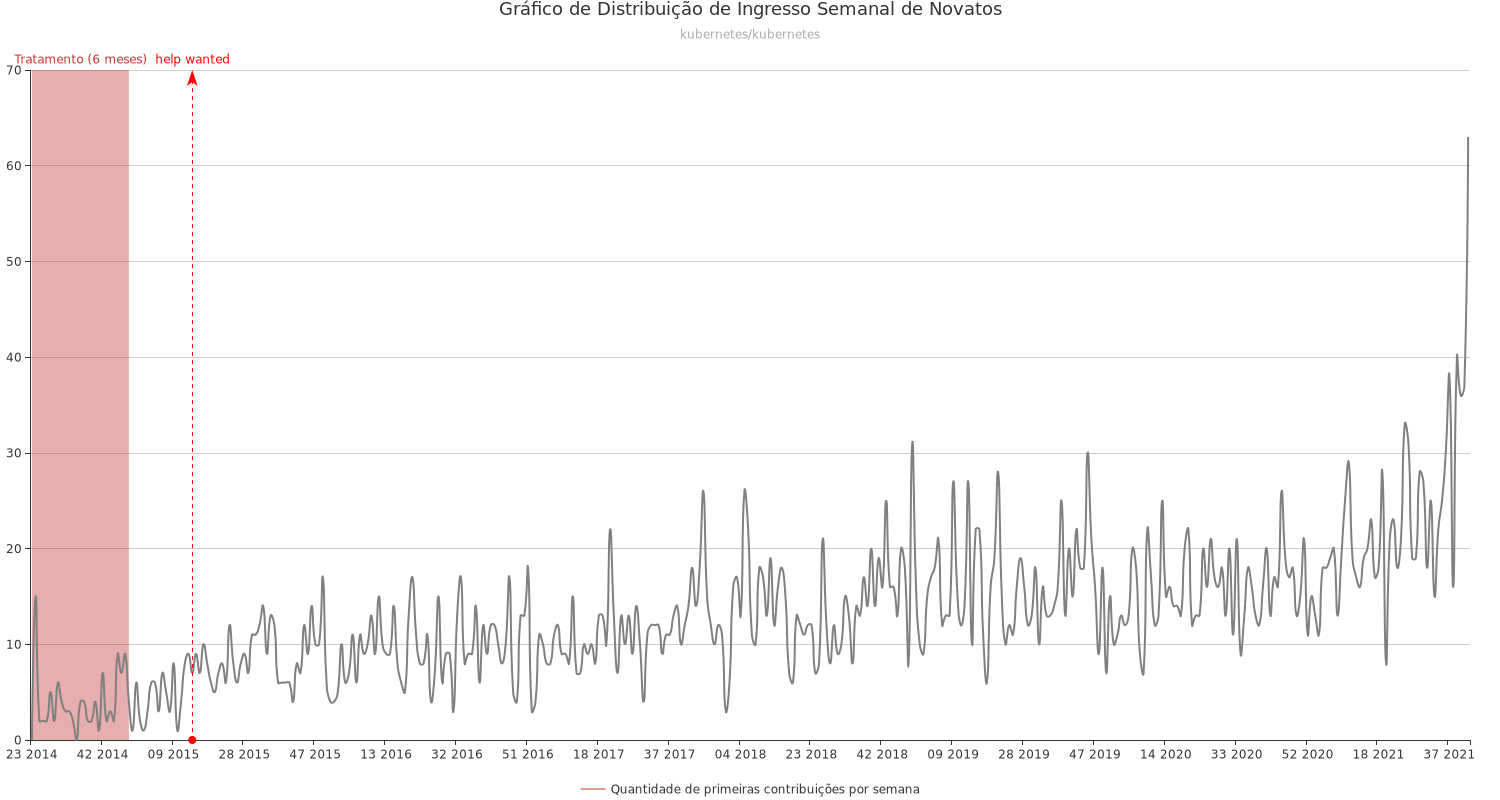 Gráfico de Distribuição de Ingresso Semanal de Novatos
kubernetes/kubernetes
Tratamento (6 meses) help wanted
70
60
50
40
30
20
10
0
23 2014 42 2014 09 2015 28 2015 47 2015 13 2016 32 2016 51 2016 18 2017 37 2017 04 2018 23 2018 42 2018 09 2019 28 2019 47 2019 14 2020 33 2020 52 2020 18 2021 37 2021
Quantidade de primeiras contribuições por semana